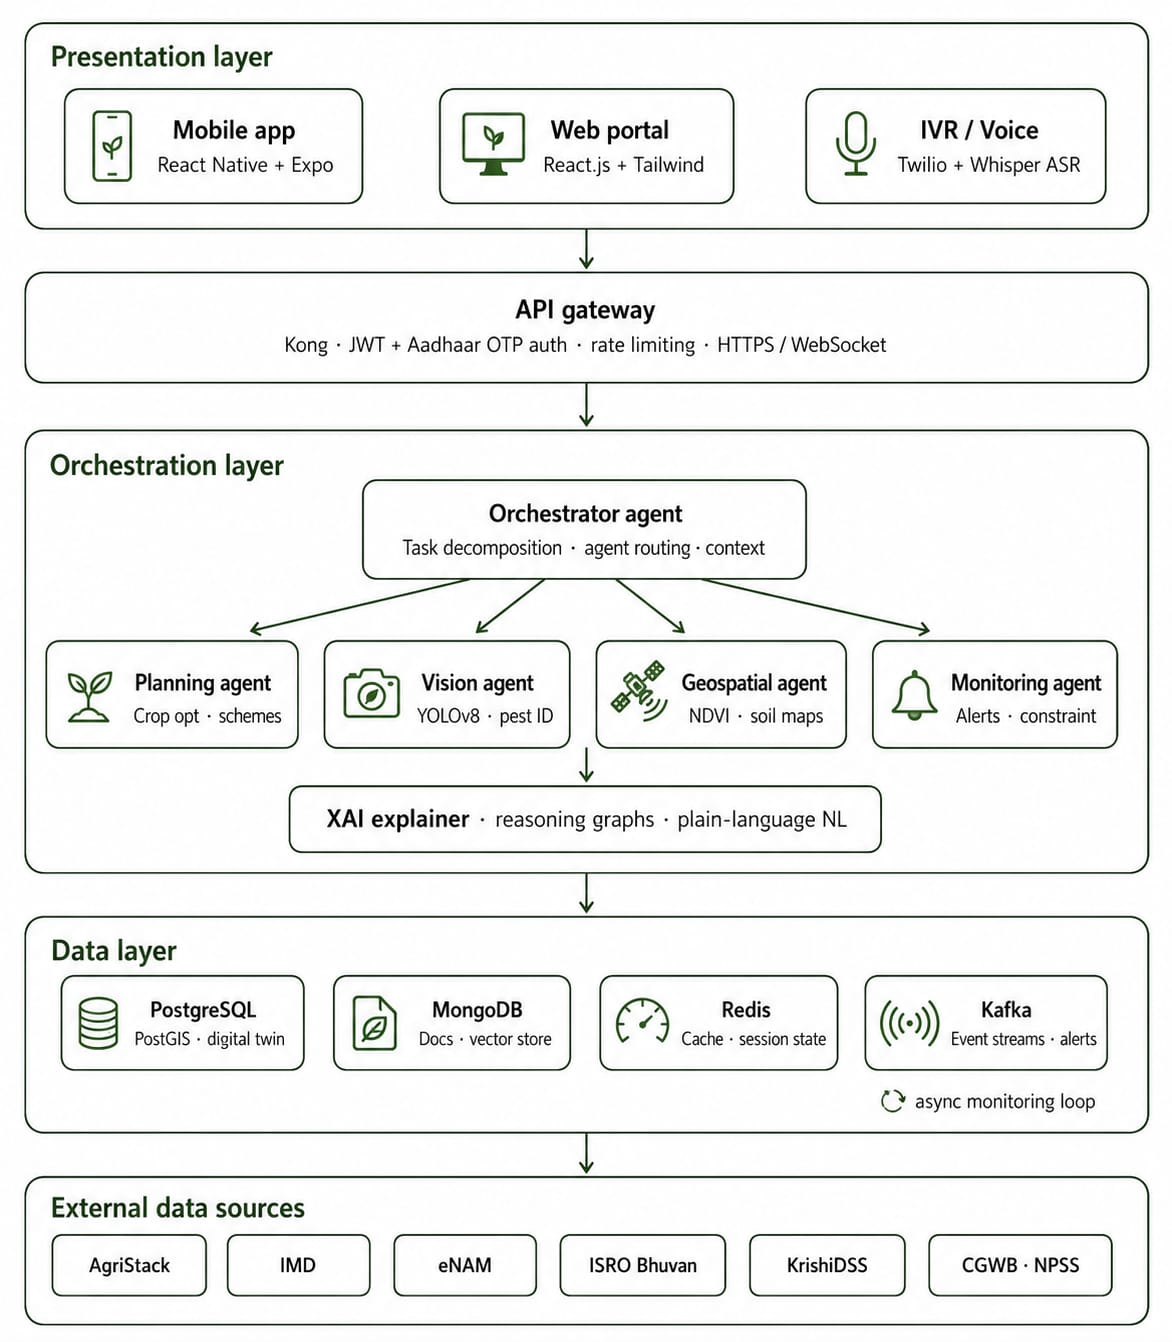 Presentation layer
Mobile app
React Native + Expo
Web portal
React.js + Tailwind
IVR / Voice
Twilio + Whisper ASR
API gateway
Kong · JWT + Aadhaar OTP auth · rate limiting · HTTPS / WebSocket
Orchestration layer
Orchestrator agent
Task decomposition · agent routing · context
Planning agent
Crop opt · schemes
Vision agent
YOLOv8 · pest ID
Geospatial agent
NDVI · soil maps
Monitoring agent
Alerts · constraint
XAI explainer · reasoning graphs · plain-language NL
Data layer
PostgreSQL
PostGIS · digital twin
MongoDB
Docs · vector store
Redis
Cache · session state
Kafka
Event streams · alerts
async monitoring loop
External data sources
AgriStack
IMD
eNAM
ISRO Bhuvan
KrishiDSS
CGWB · NPSS